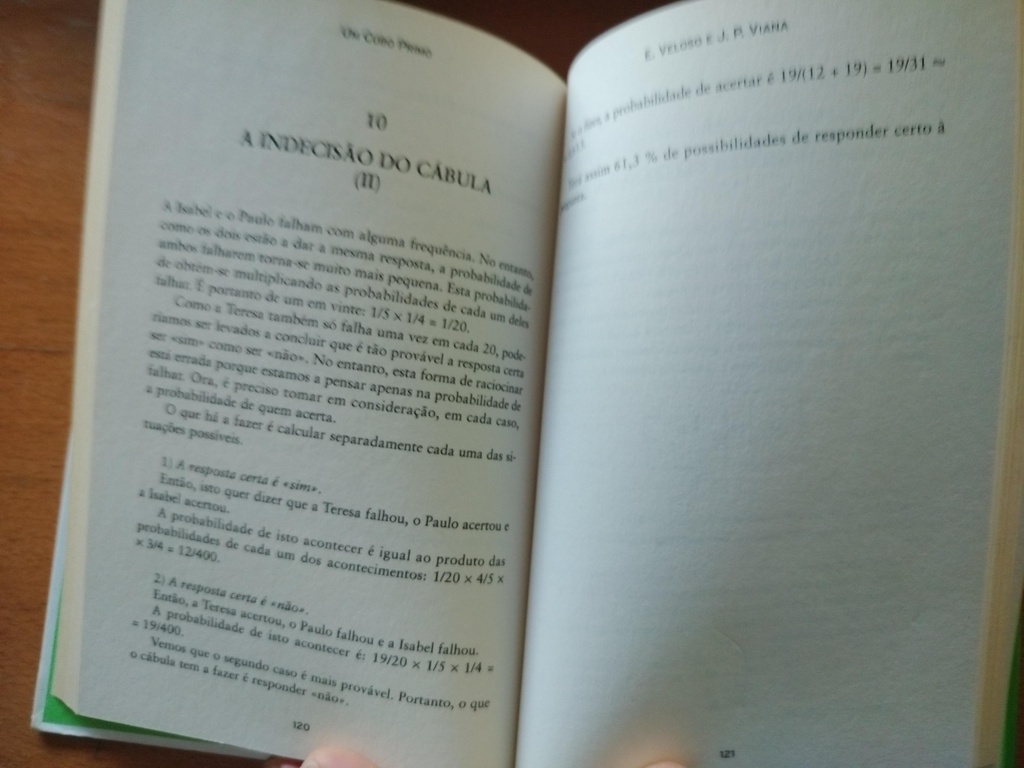 UM CUBO PRIMO
10
A INDECISÃO DO CÁBULA
(II)
A Isabel e o Paulo falham com alguma frequência. No entanto,
como os dois estão a dar a mesma resposta, a probabilidade de
ambos falharem torna-se muito mais pequena. Esta probabilida-
de obtém-se multiplicando as probabilidades de cada um deles
falhar. É portanto de um em vinte: 1/5 × 1/4 = 1/20.
Como a Teresa também só falha uma vez em cada 20, pode-
ríamos ser levados a concluir que é tão provável a resposta certa
ser «sim» como ser «não». No entanto, esta forma de raciocinar
está errada porque estamos a pensar apenas na probabilidade de
falhar. Ora, é preciso tomar em consideração, em cada caso,
a probabilidade de quem acerta.
O que há a fazer é calcular separadamente cada uma das si-
tuações possíveis.
1) A resposta certa é «sim».
Então, isto quer dizer que a Teresa falhou, o Paulo acertou e
a Isabel acertou.
A probabilidade de isto acontecer é igual ao produto das
probabilidades de cada um dos acontecimentos: 1/20 × 4/5 ×
× 3/4 = 12/400.
2) A resposta certa é «não».
Então, a Teresa acertou, o Paulo falhou e a Isabel falhou.
A probabilidade de isto acontecer é: 19/20 × 1/5 × 1/4 =
= 19/400.
Vemos que o segundo caso é mais provável. Portanto, o que
o cábula tem a fazer é responder «não».
120
E. VELOSO E J. P. VIANA
a probabilidade de acertar é 19/(12 + 19) = 19/31 ≈
assim 61,3 % de possibilidades de responder certo à
121